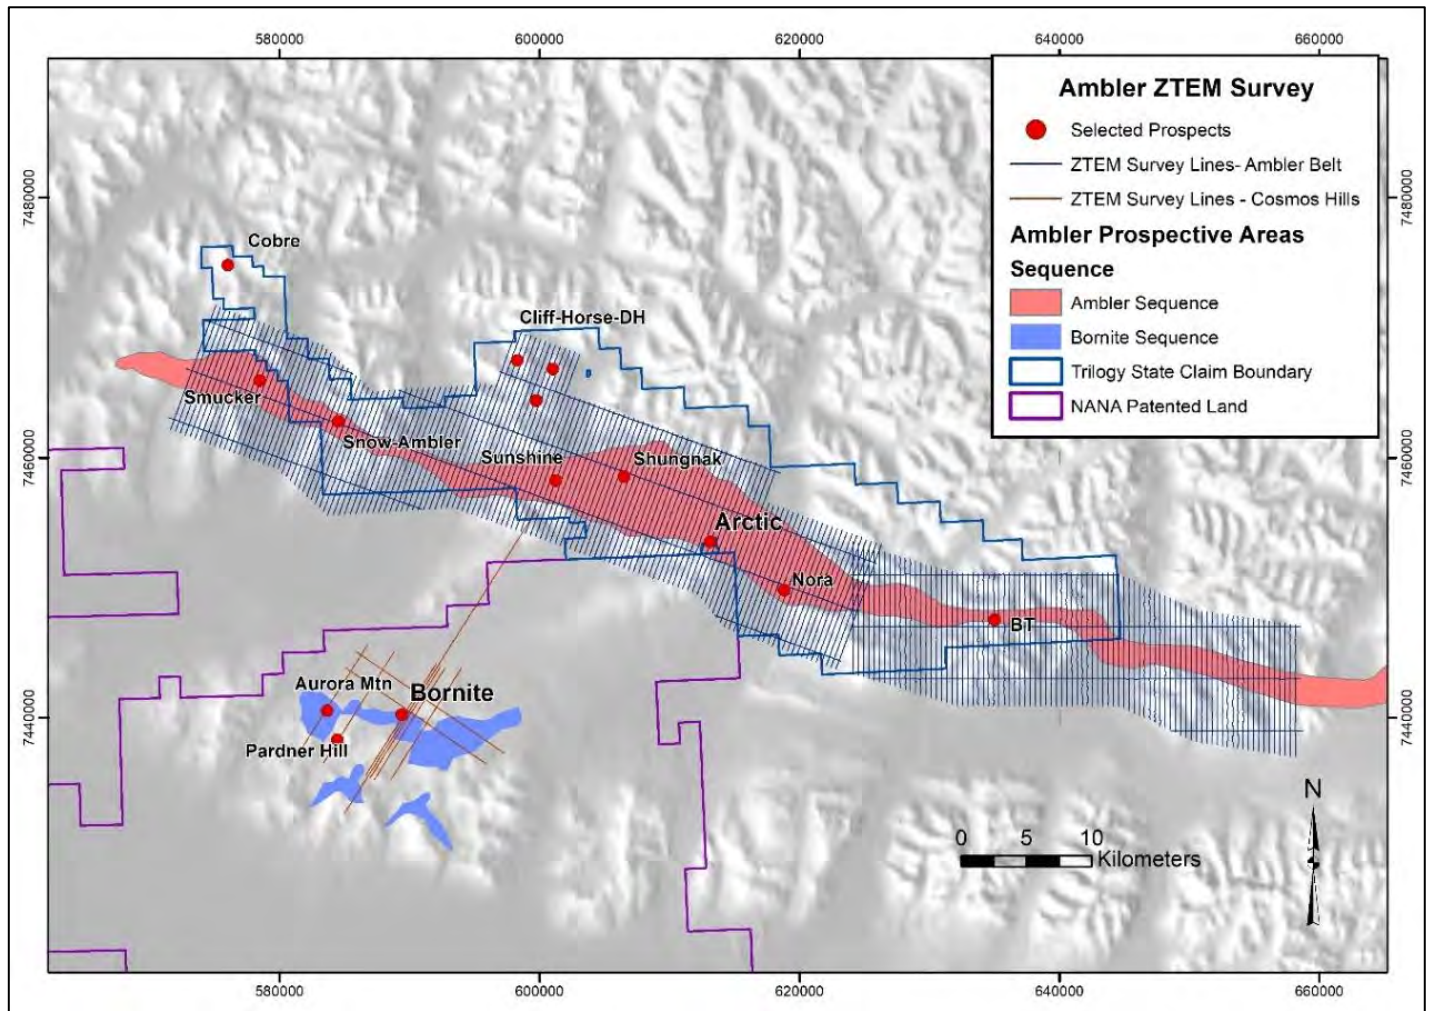 580000
600000
620000
640000
660000
Ambler ZTEM Survey
Selected Prospects
ZTEM Survey Lines- Ambler Belt
ZTEM Survey Lines - Cosmos Hills
Ambler Prospective Areas
Sequence
Ambler Sequence
Bornite Sequence
Trilogy State Claim Boundary
NANA Patented Land
7480000
7480000
Cobre
Cliff-Horse-DH
Smucker
Snow-Ambler
Sunshine
Shungnak
7460000
7460000
Arctic
Nora
BT
Aurora Mtn
Bornite
Pardner Hill
7440000
7440000
N
0 5 10
Kilometers
580000
600000
620000
640000
660000